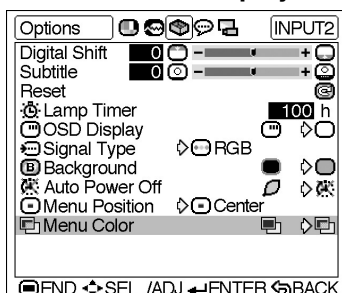 Options INPUT2
Digital Shift 0 − +
Subtitle 0 − +
Reset
Lamp Timer 100 h
OSD Display
Signal Type RGB
B Background
Auto Power Off
Menu Position Center
Menu Color
END SEL. /ADJ. ENTER BACK